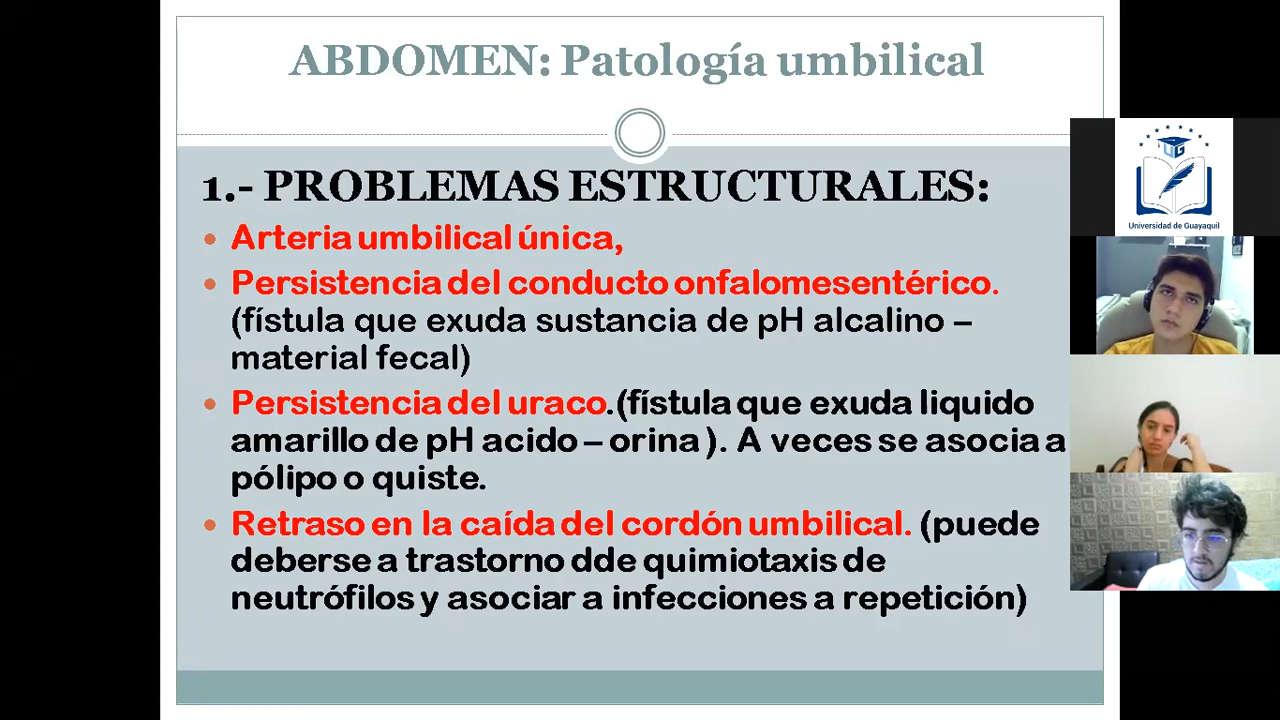 ABDOMEN: Patología umbilical
1.- PROBLEMAS ESTRUCTURALES:
• Arteria umbilical única,
• Persistencia del conducto onfalomesentérico.
(fístula que exuda sustancia de pH alcalino –
material fecal)
• Persistencia del uraco.(fístula que exuda liquido
amarillo de pH acido – orina ). A veces se asocia a
pólipo o quiste.
• Retraso en la caída del cordón umbilical. (puede
deberse a trastorno dde quimiotaxis de
neutrófilos y asociar a infecciones a repetición)
UG
Universidad de Guayaquil